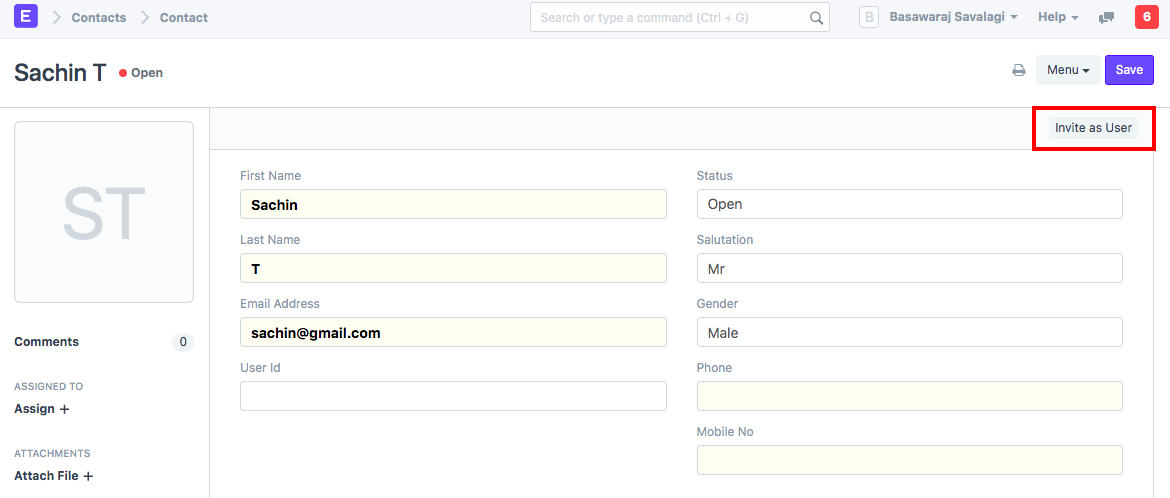 E Contacts Contact Search or type a command (Ctrl + G) B Basawaraj Savalagi Help 6
Sachin T Open Menu Save
Invite as User
ST
First Name Status
Sachin Open
Last Name Salutation
T Mr
Email Address Gender
sachin@gmail.com Male
Comments 0
User Id Phone
ASSIGNED TO
Assign +
Mobile No
ATTACHMENTS
Attach File +